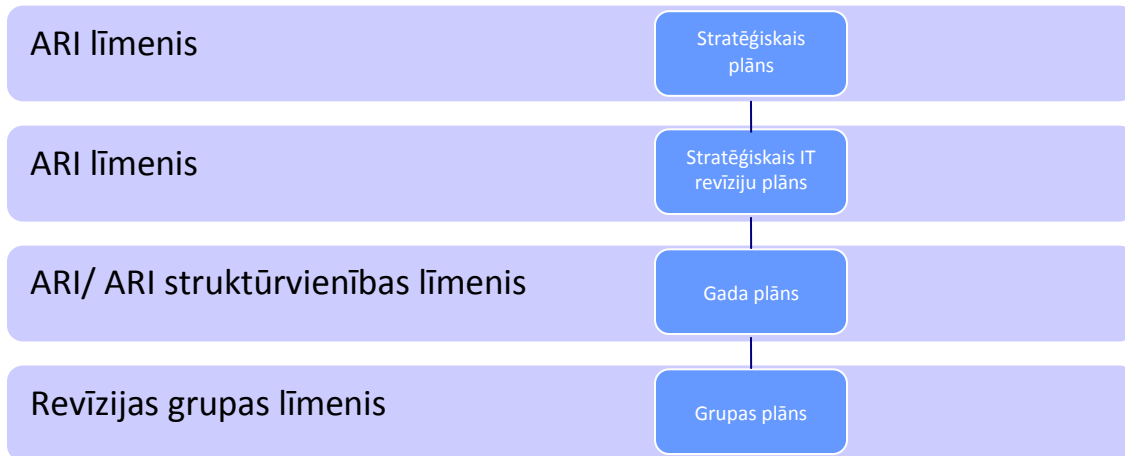 ARI līmenis
Stratēģiskais
plāns
ARI līmenis
Stratēģiskais IT
revīziju plāns
ARI/ ARI struktūrvienības līmenis
Gada plāns
Revīzijas grupas līmenis
Grupas plāns